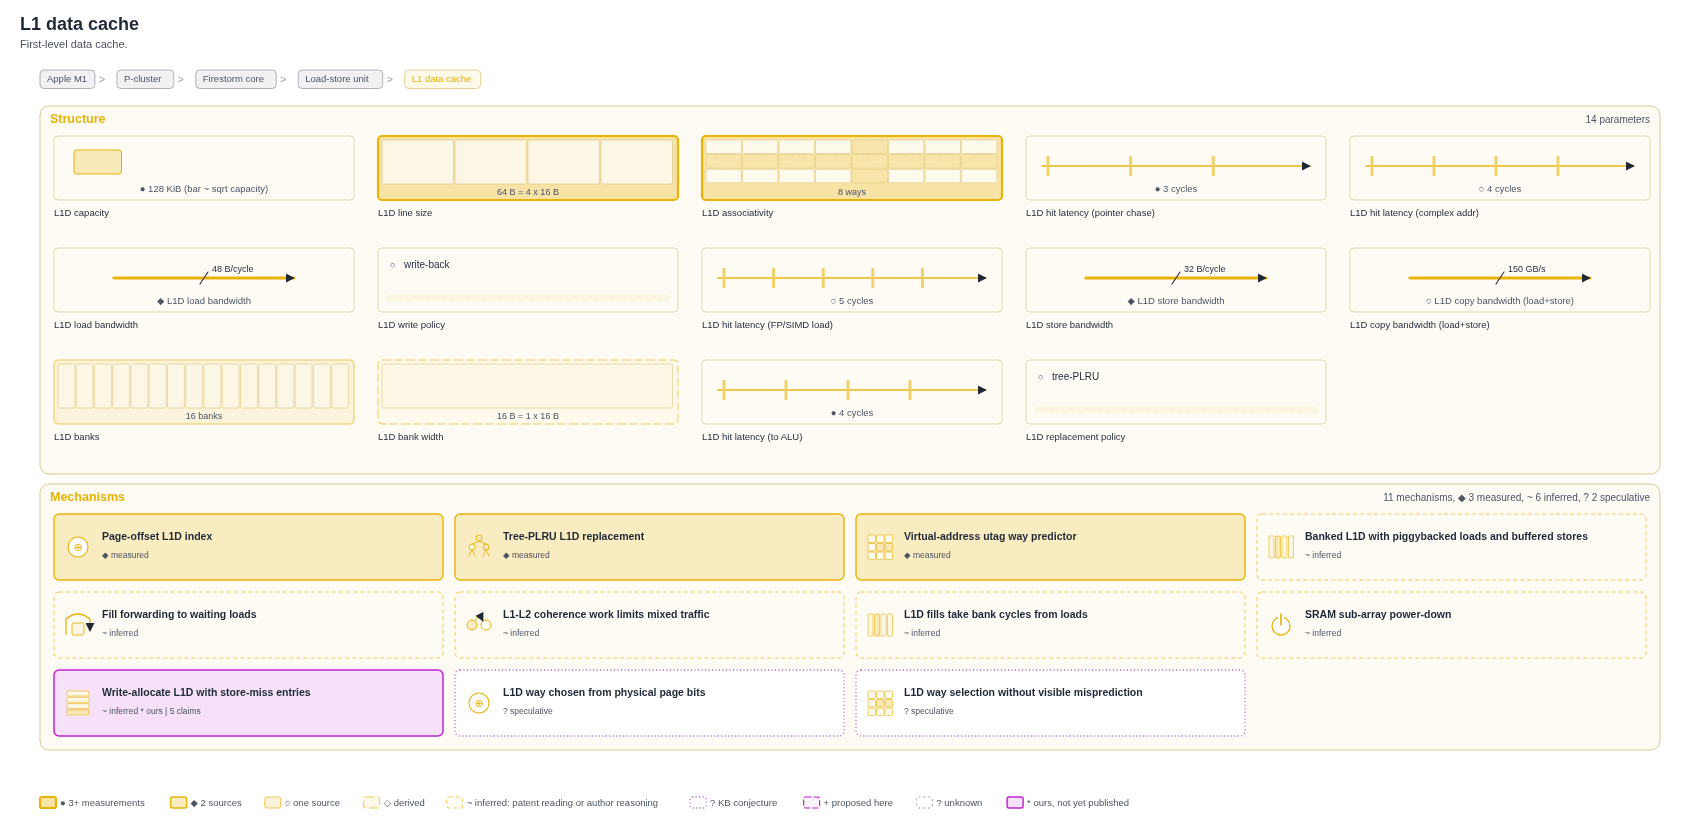 L1 data cache
First-level data cache.
Apple M1 > P-cluster > Firestorm core > Load-store unit > L1 data cache
Structure
14 parameters
● 128 KiB (bar ~ sqrt capacity)
L1D capacity
64 B = 4 x 16 B
L1D line size
8 ways
L1D associativity
● 3 cycles
L1D hit latency (pointer chase)
○ 4 cycles
L1D hit latency (complex addr)
48 B/cycle
◆ L1D load bandwidth
L1D load bandwidth
○ write-back
L1D write policy
○ 5 cycles
L1D hit latency (FP/SIMD load)
32 B/cycle
◆ L1D store bandwidth
L1D store bandwidth
150 GB/s
○ L1D copy bandwidth (load+store)
L1D copy bandwidth (load+store)
16 banks
L1D banks
16 B = 1 x 16 B
L1D bank width
● 4 cycles
L1D hit latency (to ALU)
○ tree-PLRU
L1D replacement policy
Mechanisms
11 mechanisms, ◆ 3 measured, ~ 6 inferred, ? 2 speculative
Page-offset L1D index
◆ measured
Tree-PLRU L1D replacement
◆ measured
Virtual-address utag way predictor
◆ measured
Banked L1D with piggybacked loads and buffered stores
~ inferred
Fill forwarding to waiting loads
~ inferred
L1-L2 coherence work limits mixed traffic
~ inferred
L1D fills take bank cycles from loads
~ inferred
SRAM sub-array power-down
~ inferred
Write-allocate L1D with store-miss entries
~ inferred * ours | 5 claims
L1D way chosen from physical page bits
? speculative
L1D way selection without visible misprediction
? speculative
● 3+ measurements ◆ 2 sources ○ one source ◇ derived ~ inferred: patent reading or author reasoning ? KB conjecture + proposed here ? unknown * ours, not yet published